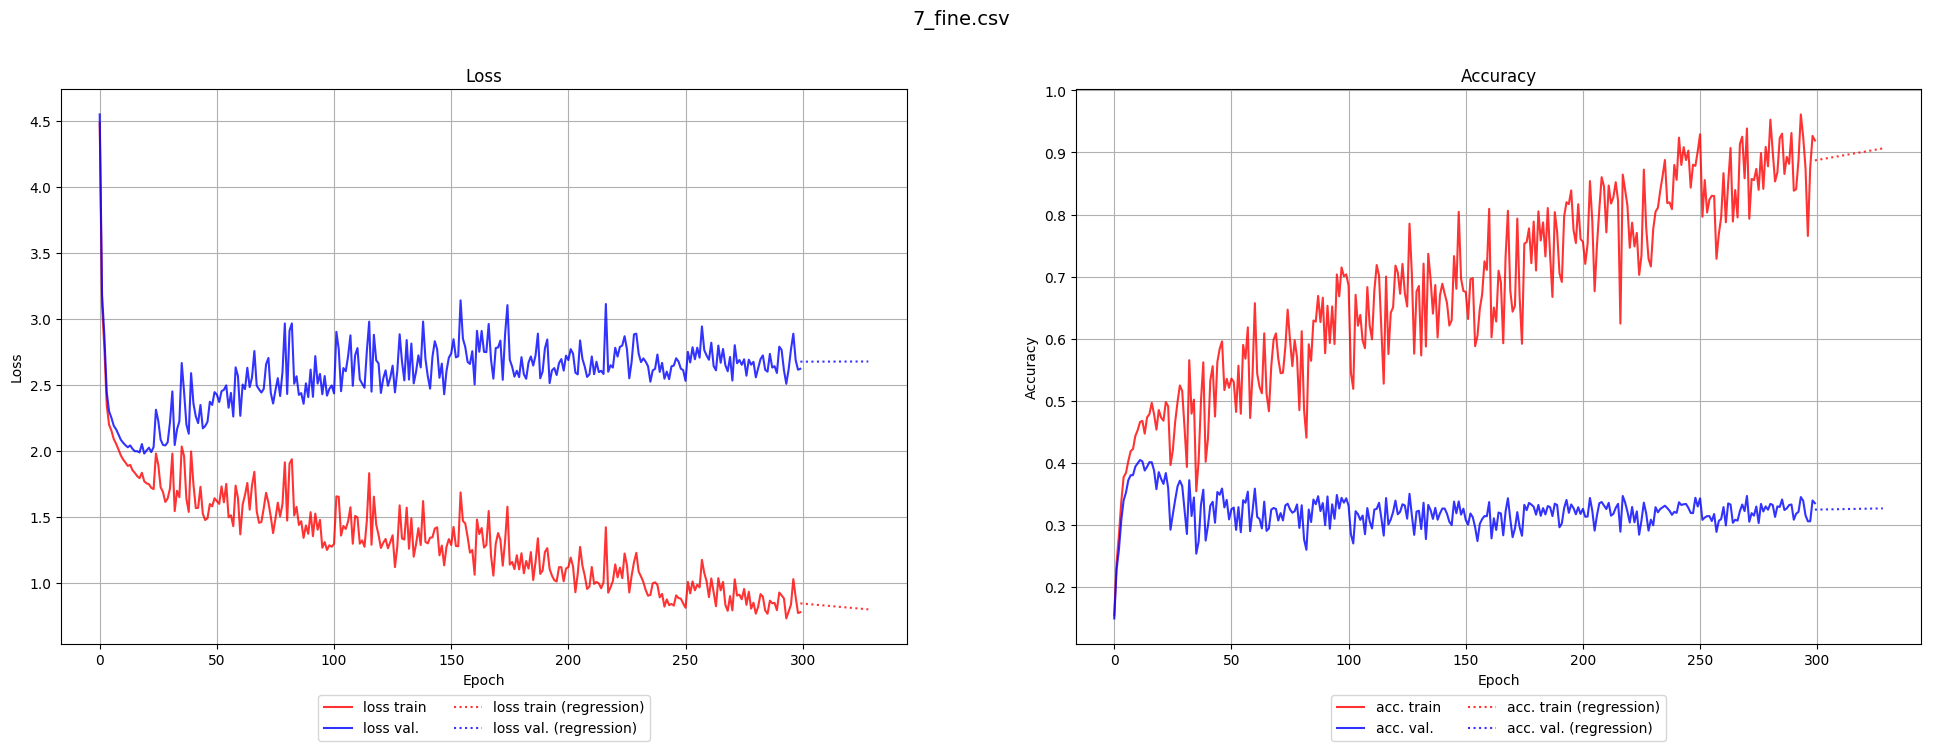 7_fine.csv
Loss
4.5
4.0
3.5
3.0
2.5
2.0
1.5
1.0
Loss
0 50 100 150 200 250 300
Epoch
loss train
loss val.
loss train (regression)
loss val. (regression)
Accuracy
1.0
0.9
0.8
0.7
0.6
0.5
0.4
0.3
0.2
Accuracy
0 50 100 150 200 250 300
Epoch
acc. train
acc. val.
acc. train (regression)
acc. val. (regression)